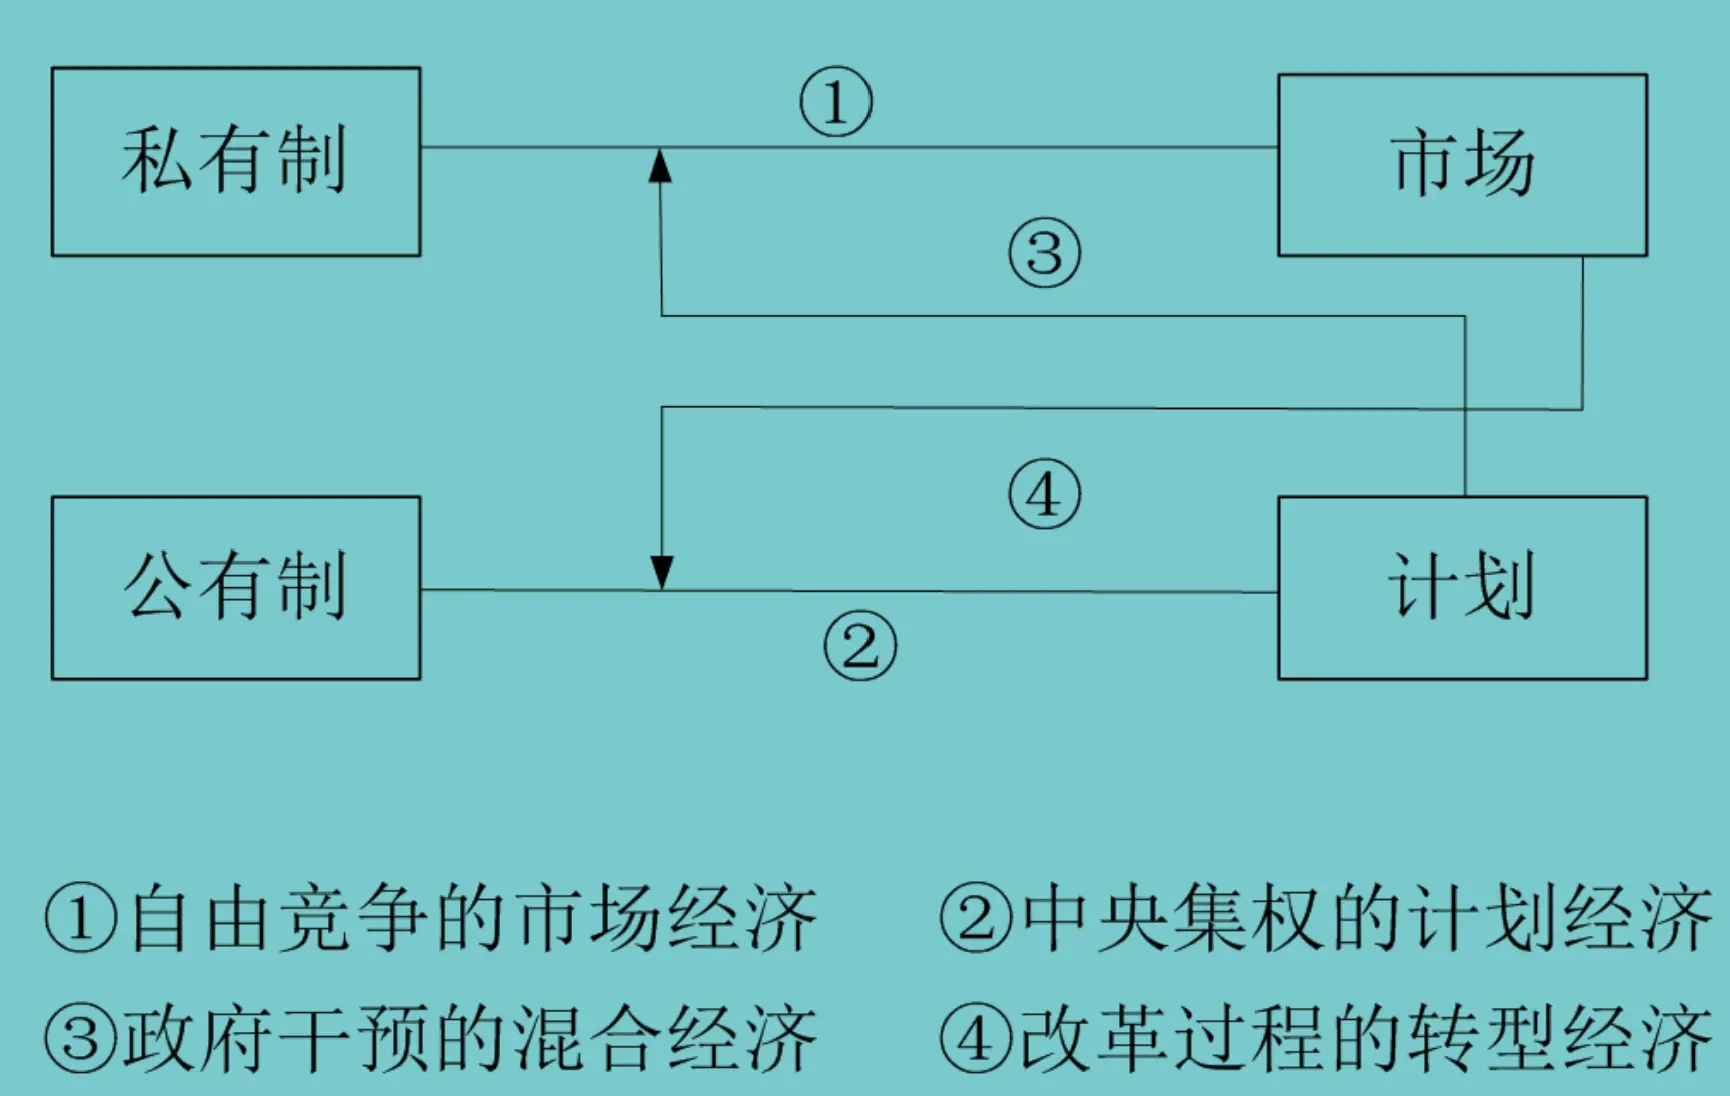 ①
私有制
市场
③
④
公有制
计划
②
①自由竞争的市场经济 ②中央集权的计划经济
③政府干预的混合经济 ④改革过程的转型经济